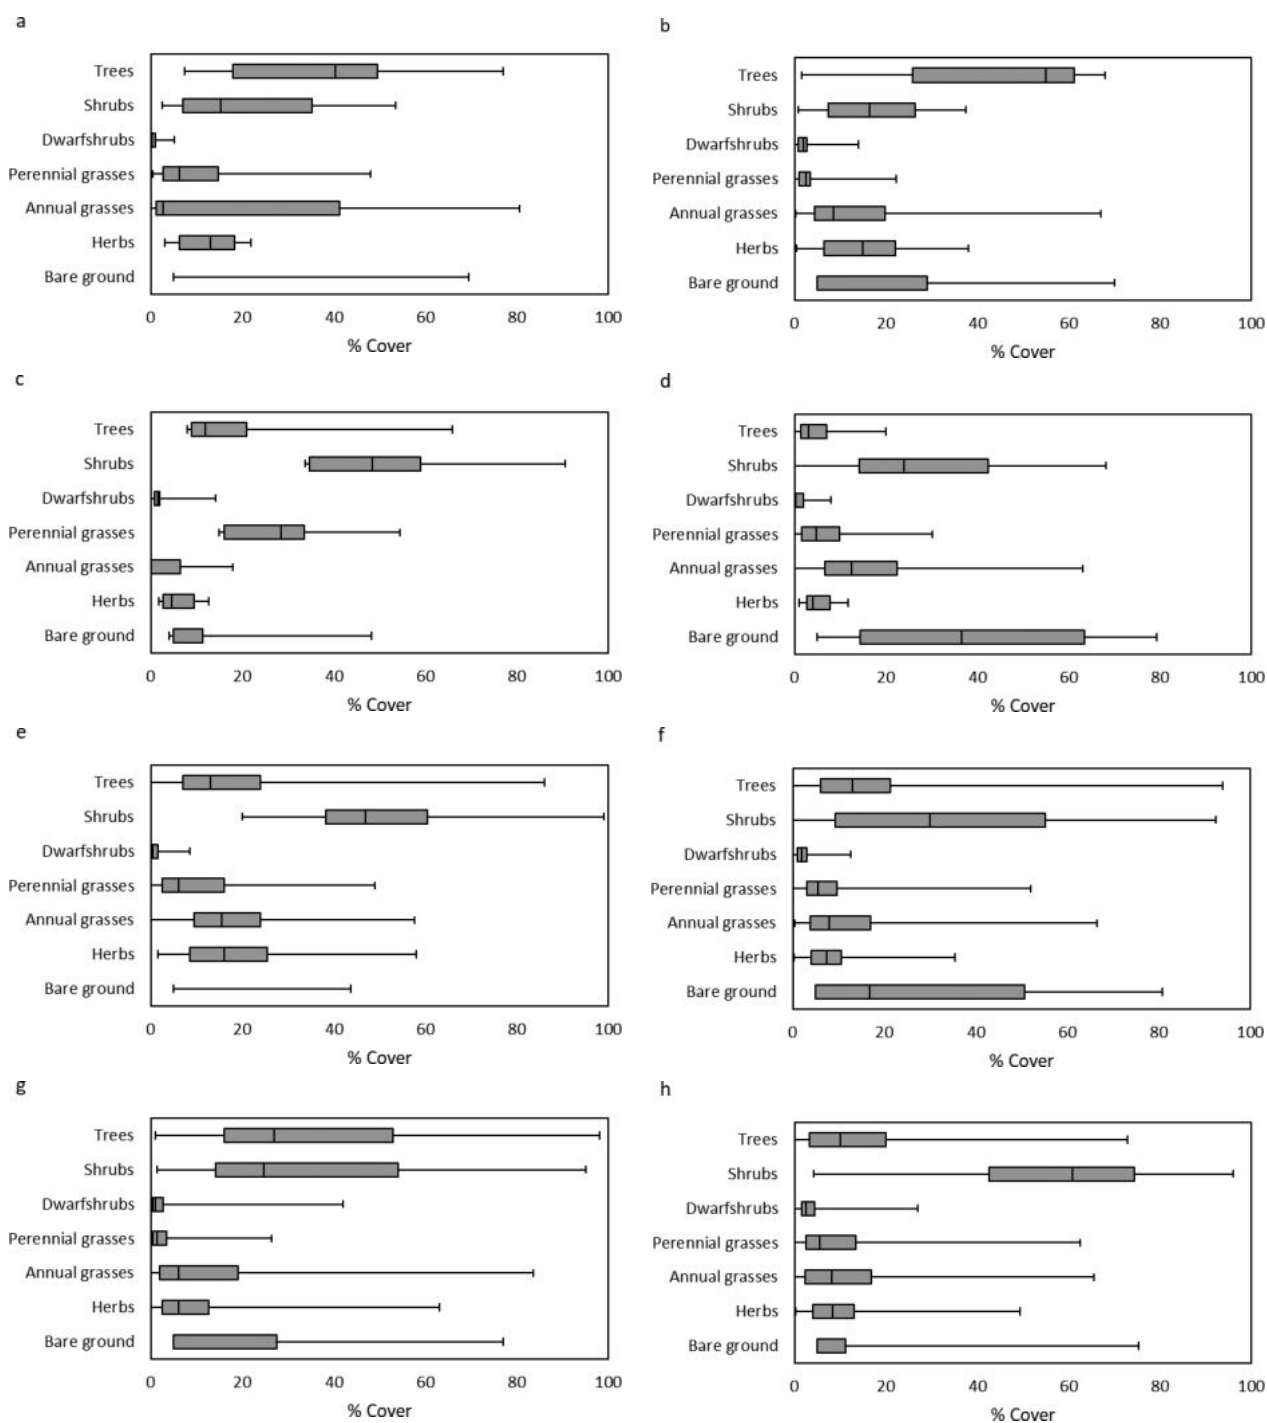 a
Trees
Shrubs
Dwarfshrubs
Perennial grasses
Annual grasses
Herbs
Bare ground
0 20 40 60 80 100
% Cover
b
Trees
Shrubs
Dwarfshrubs
Perennial grasses
Annual grasses
Herbs
Bare ground
0 20 40 60 80 100
% Cover
c
Trees
Shrubs
Dwarfshrubs
Perennial grasses
Annual grasses
Herbs
Bare ground
0 20 40 60 80 100
% Cover
d
Trees
Shrubs
Dwarfshrubs
Perennial grasses
Annual grasses
Herbs
Bare ground
0 20 40 60 80 100
% Cover
e
Trees
Shrubs
Dwarfshrubs
Perennial grasses
Annual grasses
Herbs
Bare ground
0 20 40 60 80 100
% Cover
f
Trees
Shrubs
Dwarfshrubs
Perennial grasses
Annual grasses
Herbs
Bare ground
0 20 40 60 80 100
% Cover
g
Trees
Shrubs
Dwarfshrubs
Perennial grasses
Annual grasses
Herbs
Bare ground
0 20 40 60 80 100
% Cover
h
Trees
Shrubs
Dwarfshrubs
Perennial grasses
Annual grasses
Herbs
Bare ground
0 20 40 60 80 100
% Cover